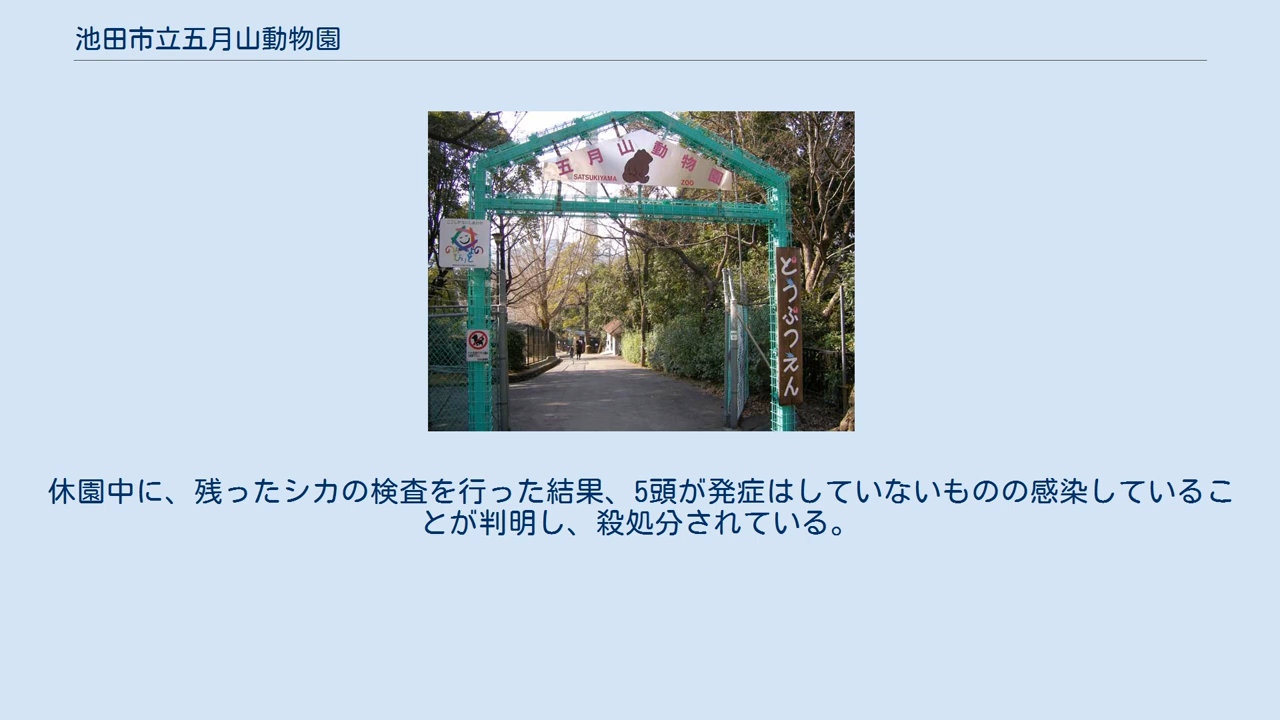 池田市立五月山動物園
五月山動物園
SATSUKIYAMA ZOO
どうぶつえん
休園中に、残ったシカの検査を行った結果、5頭が発症はしていないものの感染しているこ
とが判明し、殺処分されている。